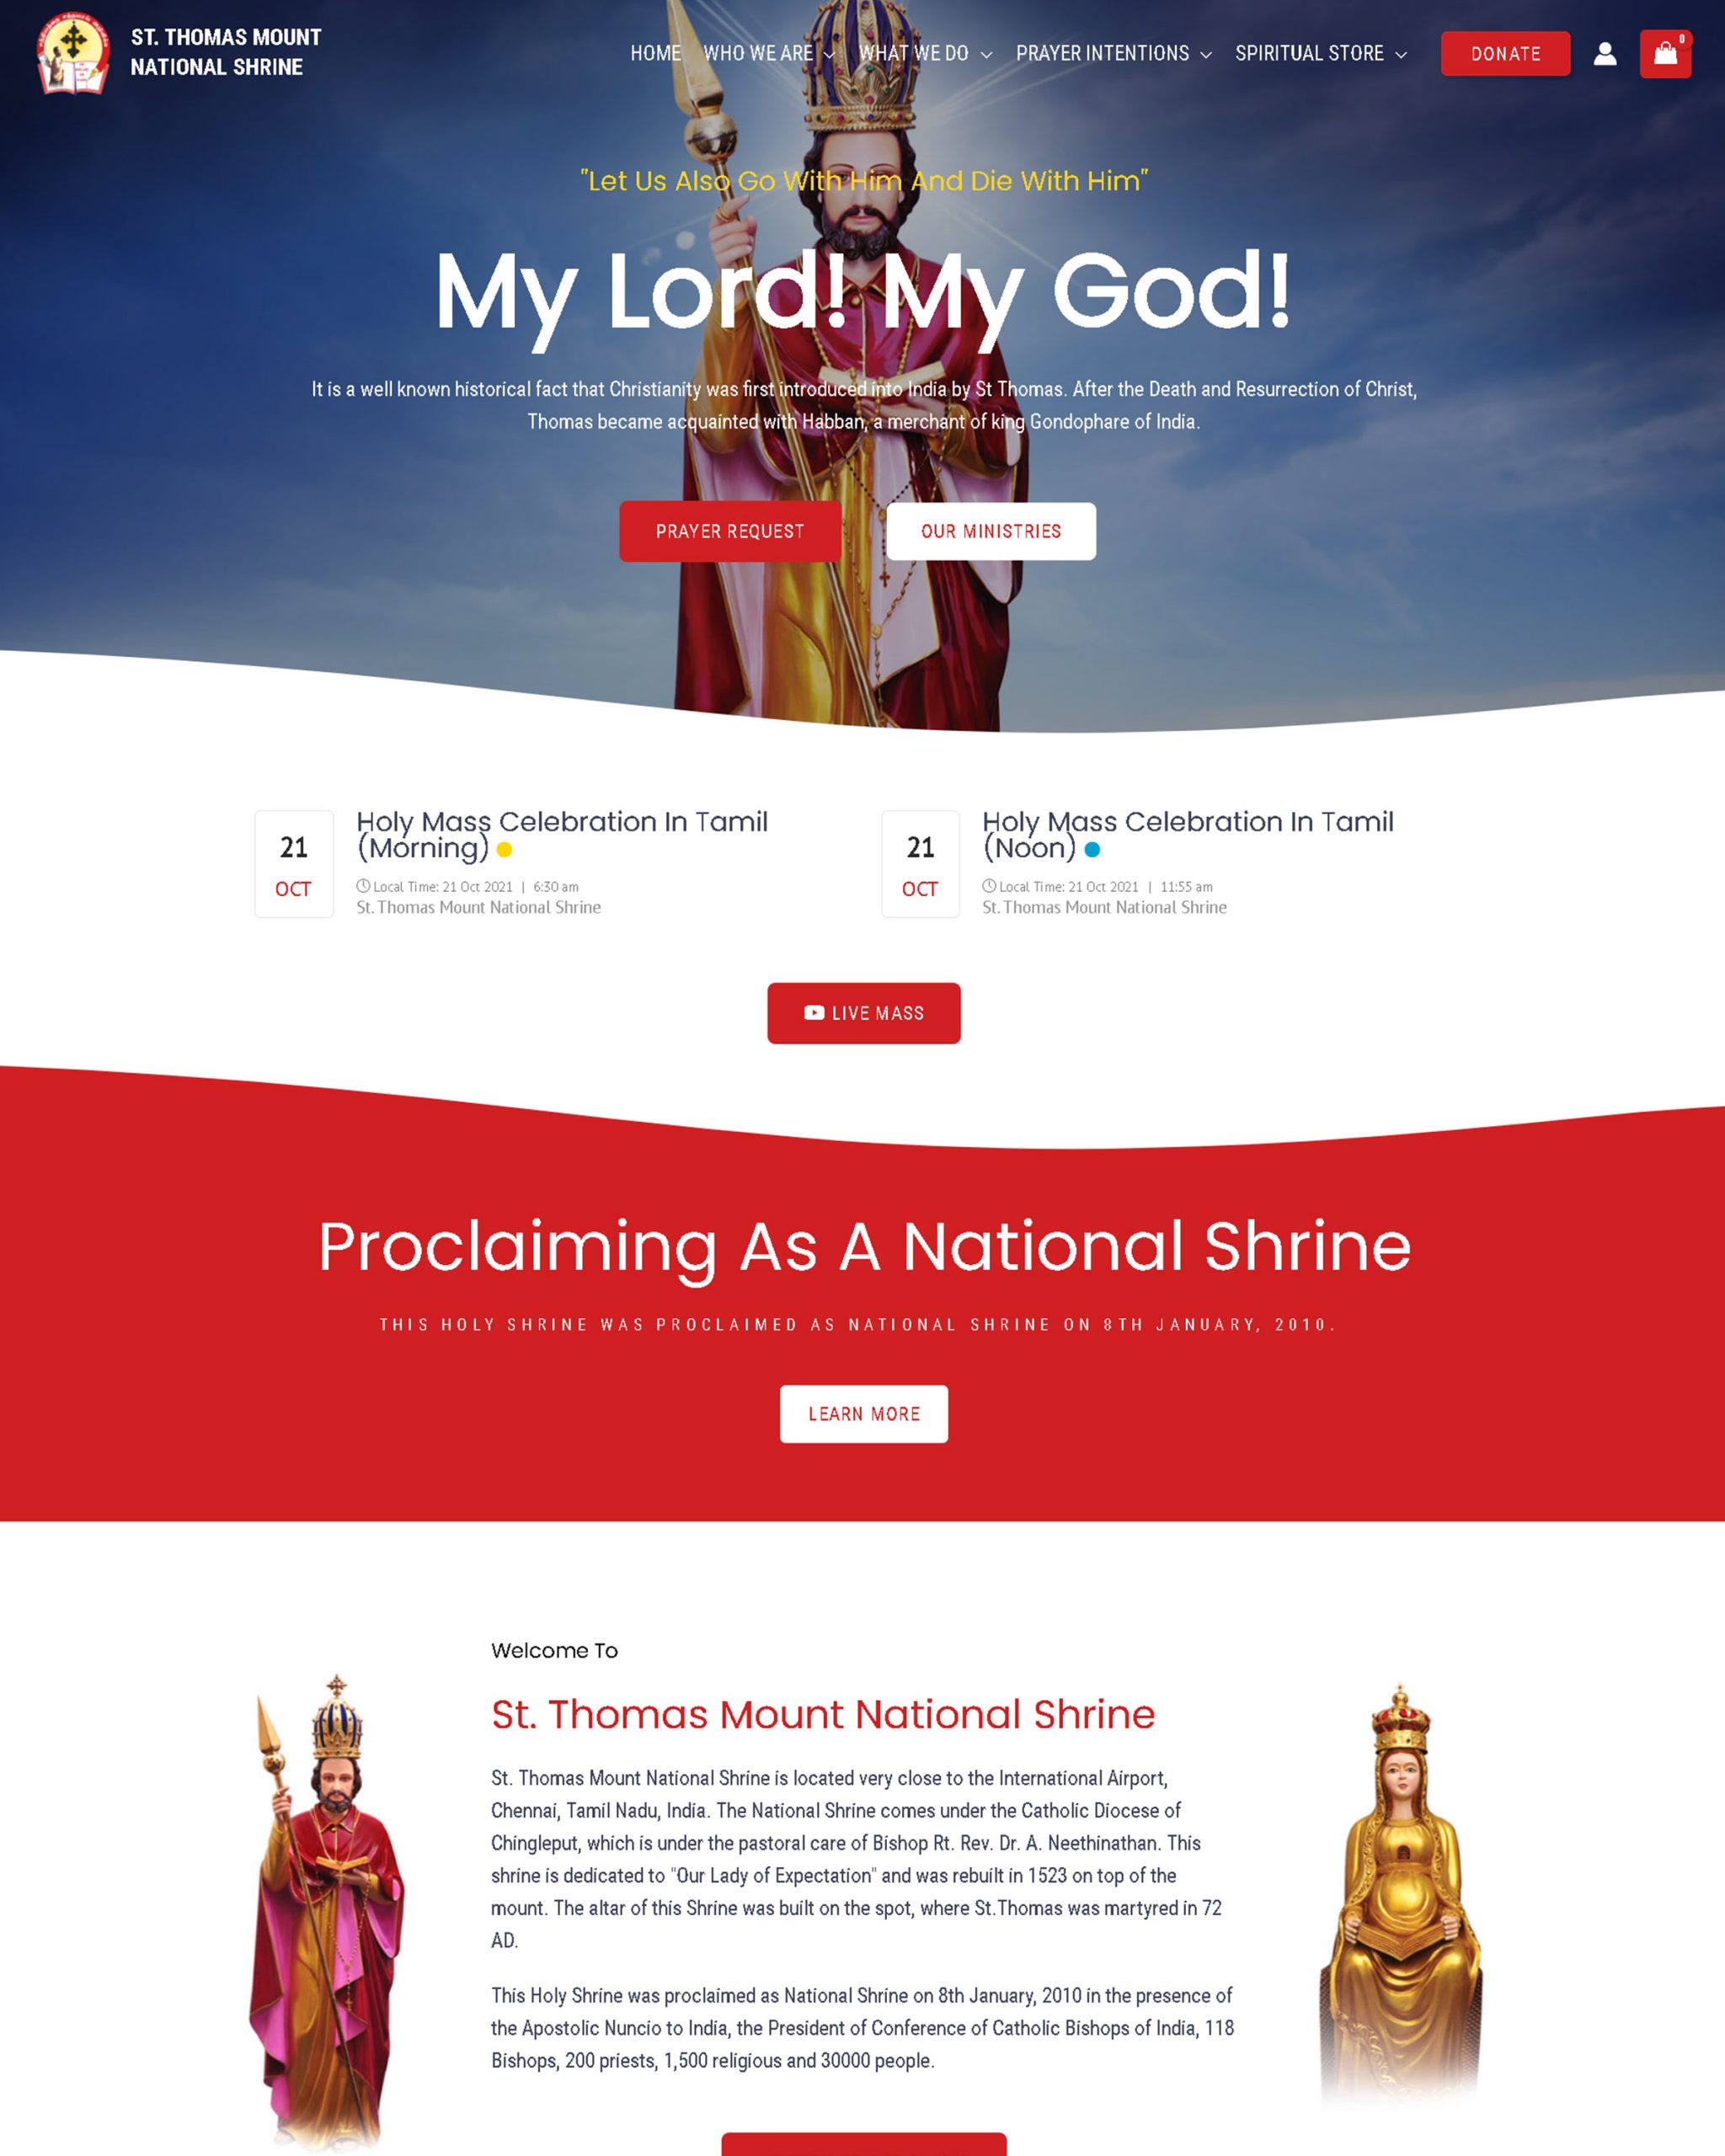 ST. THOMAS MOUNT
NATIONAL SHRINE
HOME WHO WE ARE WHAT WE DO PRAYER INTENTIONS SPIRITUAL STORE DONATE 0
"Let Us Also Go With Him And Die With Him"
My Lord! My God!
It is a well known historical fact that Christianity was first introduced into India by St Thomas. After the Death and Resurrection of Christ,
Thomas became acquainted with Habban, a merchant of king Gondophare of India.
PRAYER REQUEST OUR MINISTRIES
21
OCT
Holy Mass Celebration In Tamil
(Morning)
Local Time: 21 Oct 2021 | 6:30 am
St. Thomas Mount National Shrine
21
OCT
Holy Mass Celebration In Tamil
(Noon)
Local Time: 21 Oct 2021 | 11:55 am
St. Thomas Mount National Shrine
LIVE MASS
Proclaiming As A National Shrine
THIS HOLY SHRINE WAS PROCLAIMED AS NATIONAL SHRINE ON 8TH JANUARY, 2010.
LEARN MORE
Welcome To
St. Thomas Mount National Shrine
St. Thomas Mount National Shrine is located very close to the International Airport,
Chennai, Tamil Nadu, India. The National Shrine comes under the Catholic Diocese of
Chingleput, which is under the pastoral care of Bishop Rt. Rev. Dr. A. Neethinathan. This
shrine is dedicated to "Our Lady of Expectation" and was rebuilt in 1523 on top of the
mount. The altar of this Shrine was built on the spot, where St.Thomas was martyred in 72
AD.
This Holy Shrine was proclaimed as National Shrine on 8th January, 2010 in the presence of
the Apostolic Nuncio to India, the President of Conference of Catholic Bishops of India, 118
Bishops, 200 priests, 1,500 religious and 30000 people.